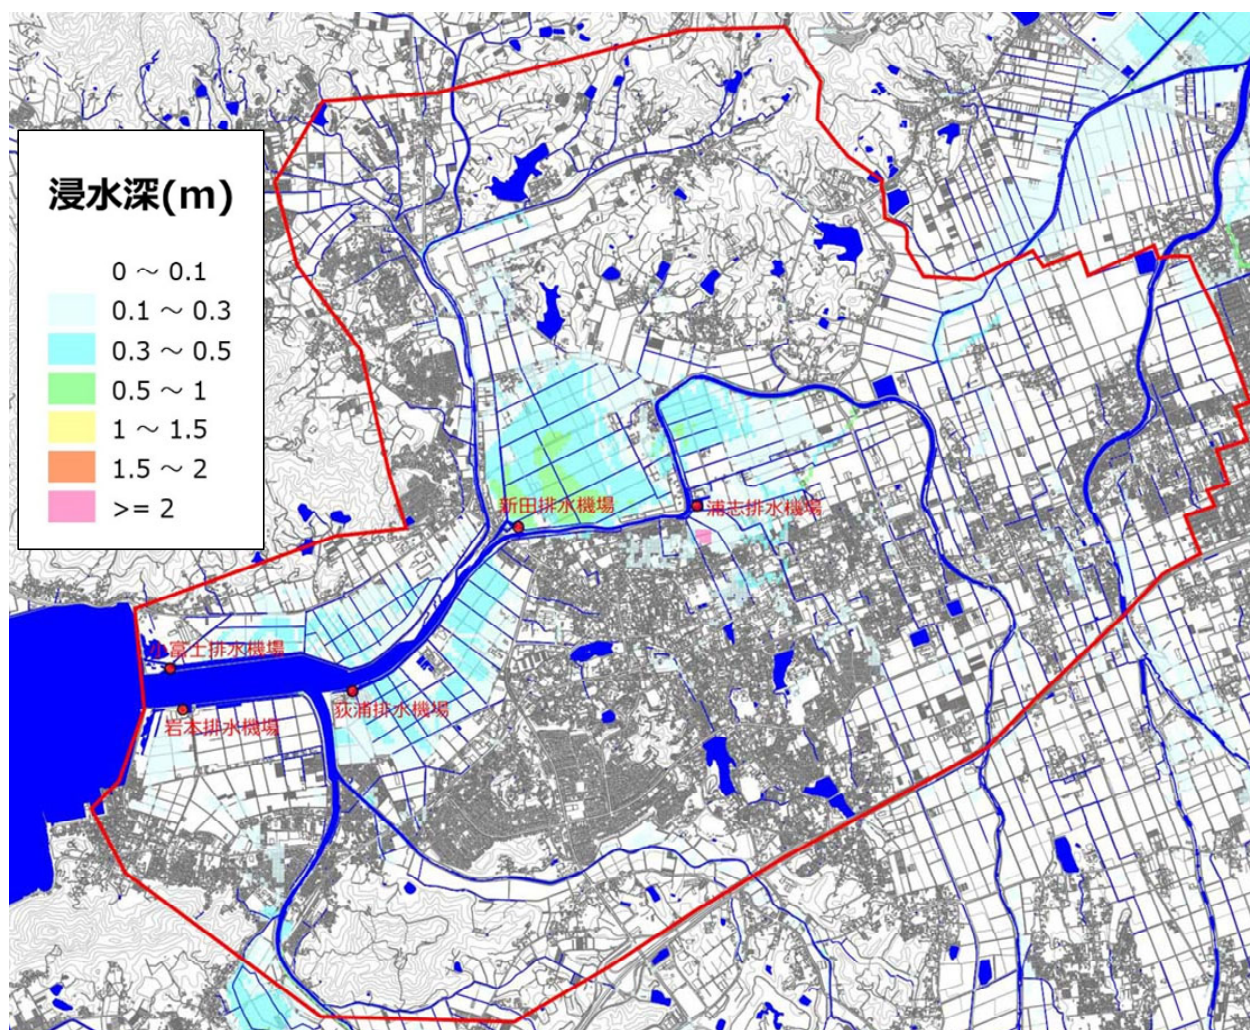 浸水深(m)
0 ～ 0.1
0.1 ～ 0.3
0.3 ～ 0.5
0.5 ～ 1
1 ～ 1.5
1.5 ～ 2
>= 2
新田排水機場
浦志排水機場
小富士排水機場
荻浦排水機場
岩本排水機場